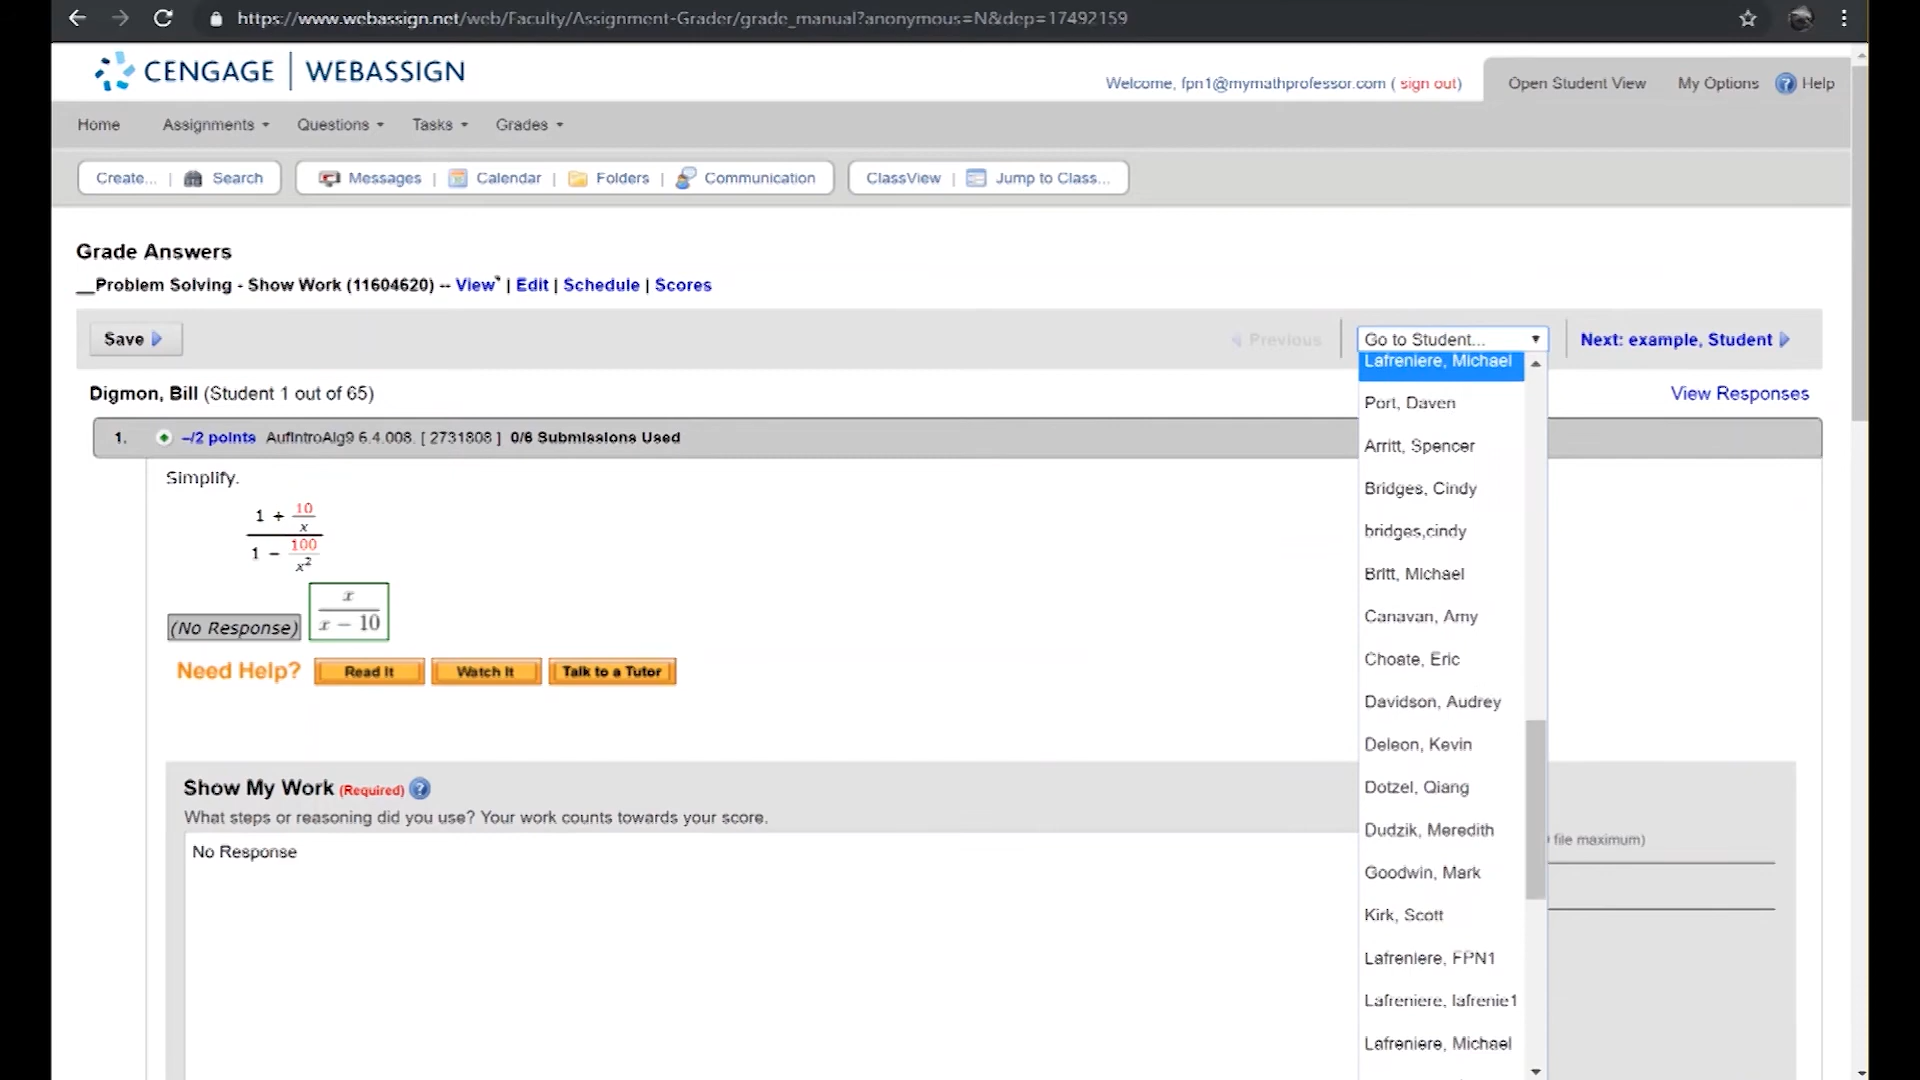 https://www.webassign.net/web/Faculty/Assignment-Grader/grade_manual?anonymous=N&dep=17492159
CENGAGE | WEBASSIGN
Welcome, fpn1@mymathprofessor.com ( sign out)
Open Student View
My Options
? Help
Home
Assignments
Questions
Tasks
Grades
Create... | Search
Messages | Calendar | Folders | Communication
ClassView | Jump to Class...
Grade Answers
__Problem Solving - Show Work (11604620) -- View | Edit | Schedule | Scores
Save
Previous
Go to Student...
Next: example, Student
Digmon, Bill (Student 1 out of 65)
View Responses
1. –/2 points AufIntroAlg9 6.4.008. [ 2731808 ] 0/6 Submissions Used
Simplify.
1 + 10/x
1 − 100/x²
(No Response)
x
x − 10
Need Help?
Read It
Watch It
Talk to a Tutor
Show My Work (Required) ?
What steps or reasoning did you use? Your work counts towards your score.
No Response
file maximum)
Lafreniere, Michael
Port, Daven
Arritt, Spencer
Bridges, Cindy
bridges,cindy
Britt, Michael
Canavan, Amy
Choate, Eric
Davidson, Audrey
Deleon, Kevin
Dotzel, Qiang
Dudzik, Meredith
Goodwin, Mark
Kirk, Scott
Lafreniere, FPN1
Lafreniere, lafrenie1
Lafreniere, Michael